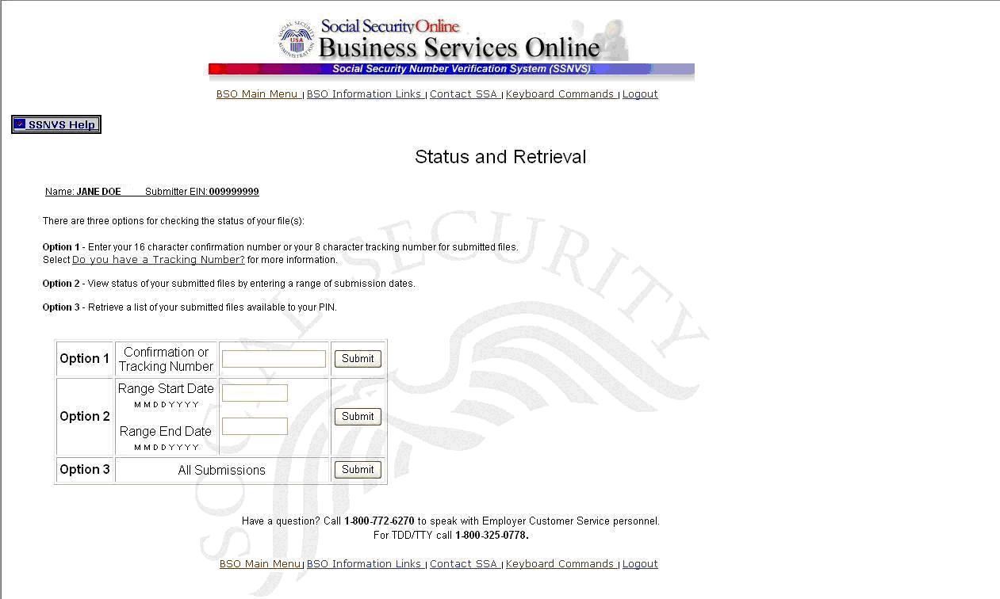 Social Security Online
Business Services Online
Social Security Number Verification System (SSNVS)
BSO Main Menu | BSO Information Links | Contact SSA | Keyboard Commands | Logout
SSNVS Help
Status and Retrieval
Name: JANE DOE Submitter EIN: 009999999
There are three options for checking the status of your file(s):
Option 1 - Enter your 16 character confirmation number or your 8 character tracking number for submitted files.
Select Do you have a Tracking Number? for more information.
Option 2 - View status of your submitted files by entering a range of submission dates.
Option 3 - Retrieve a list of your submitted files available to your PIN.
Option 1 Confirmation or Submit
Tracking Number
Range Start Date
M M D D Y Y Y Y
Option 2 Submit
Range End Date
M M D D Y Y Y Y
Option 3 All Submissions Submit
Have a question? Call 1-800-772-6270 to speak with Employer Customer Service personnel.
For TDD/TTY call 1-800-325-0778.
BSO Main Menu | BSO Information Links | Contact SSA | Keyboard Commands | Logout
SOCIAL SECURITY
USA
SOCIAL SECURITY ADMINISTRATION